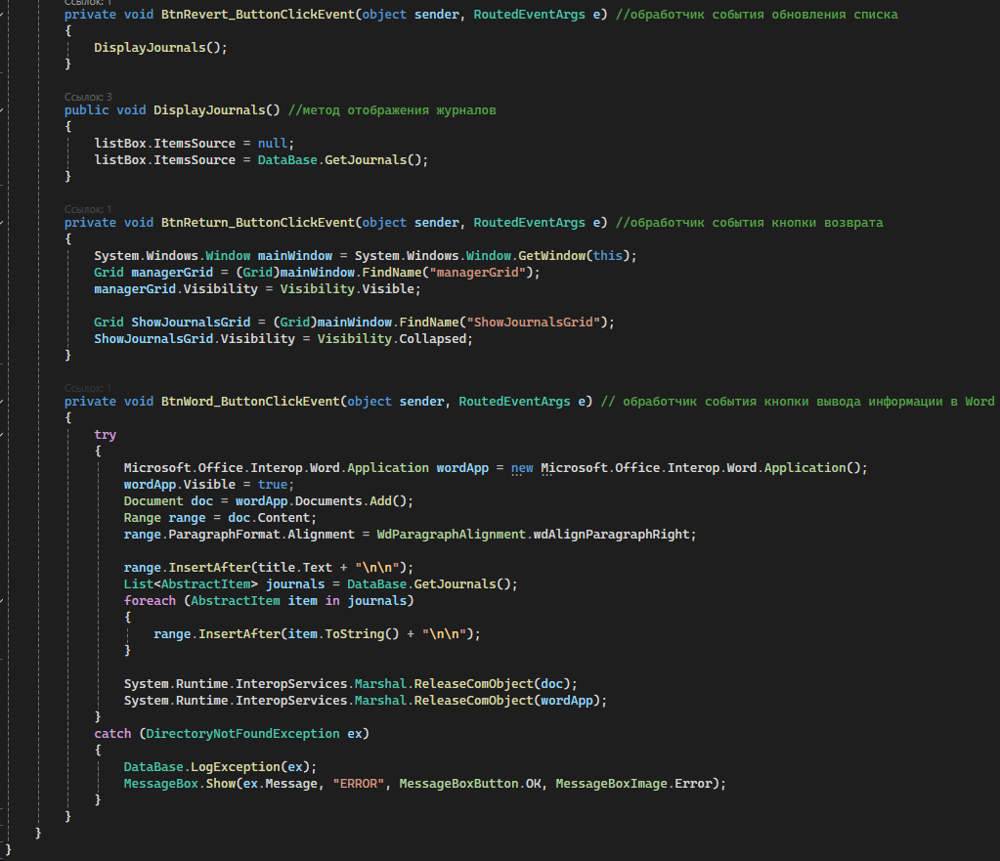 Ссылок: 1
private void BtnRevert_ButtonClickEvent(object sender, RoutedEventArgs e) //обработчик события обновления списка
{
DisplayJournals();
}
Ссылок: 3
public void DisplayJournals() //метод отображения журналов
{
listBox.ItemsSource = null;
listBox.ItemsSource = DataBase.GetJournals();
}
Ссылок: 1
private void BtnReturn_ButtonClickEvent(object sender, RoutedEventArgs e) //обработчик события кнопки возврата
{
System.Windows.Window mainWindow = System.Windows.Window.GetWindow(this);
Grid managerGrid = (Grid)mainWindow.FindName("managerGrid");
managerGrid.Visibility = Visibility.Visible;
Grid ShowJournalsGrid = (Grid)mainWindow.FindName("ShowJournalsGrid");
ShowJournalsGrid.Visibility = Visibility.Collapsed;
}
Ссылок: 1
private void BtnWord_ButtonClickEvent(object sender, RoutedEventArgs e) // обработчик события кнопки вывода информации в Word
{
try
{
Microsoft.Office.Interop.Word.Application wordApp = new Microsoft.Office.Interop.Word.Application();
wordApp.Visible = true;
Document doc = wordApp.Documents.Add();
Range range = doc.Content;
range.ParagraphFormat.Alignment = WdParagraphAlignment.wdAlignParagraphRight;
range.InsertAfter(title.Text + "\n\n");
List<AbstractItem> journals = DataBase.GetJournals();
foreach (AbstractItem item in journals)
{
range.InsertAfter(item.ToString() + "\n\n");
}
System.Runtime.InteropServices.Marshal.ReleaseComObject(doc);
System.Runtime.InteropServices.Marshal.ReleaseComObject(wordApp);
}
catch (DirectoryNotFoundException ex)
{
DataBase.LogException(ex);
MessageBox.Show(ex.Message, "ERROR", MessageBoxButton.OK, MessageBoxImage.Error);
}
}
}
}